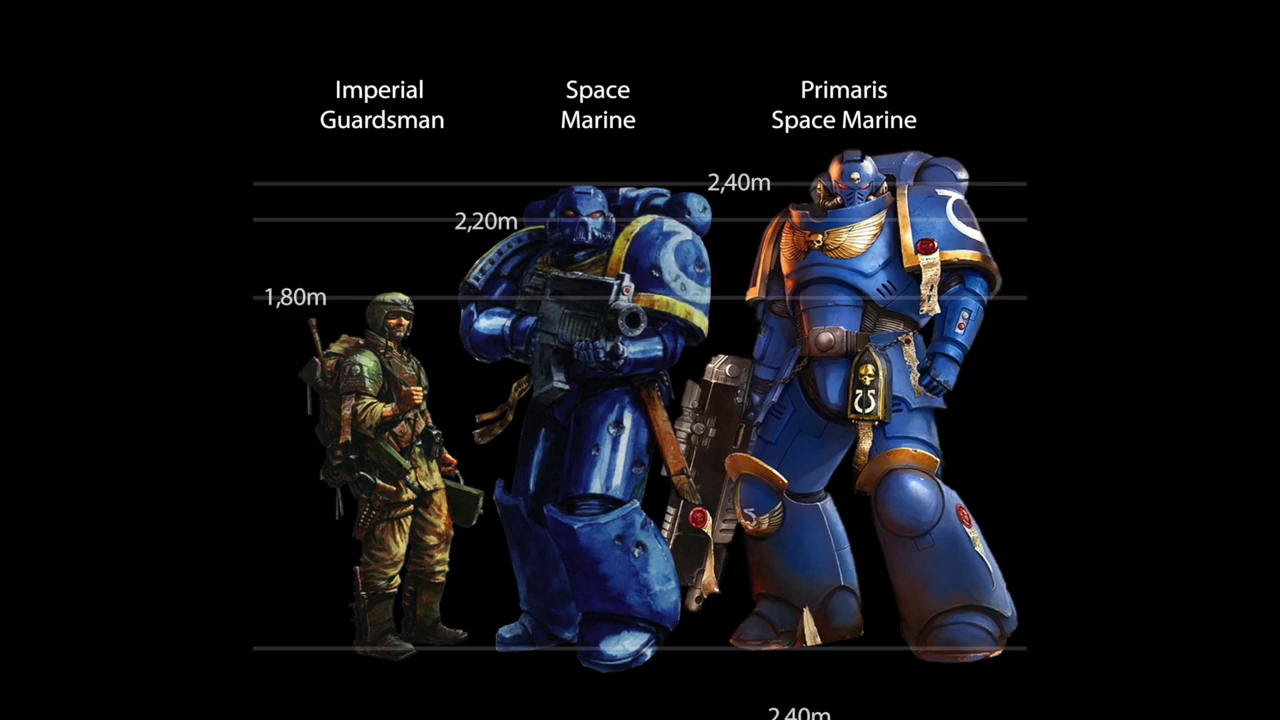 Imperial
Guardsman
Space
Marine
Primaris
Space Marine
2,40m
2,20m
1,80m
2,40m